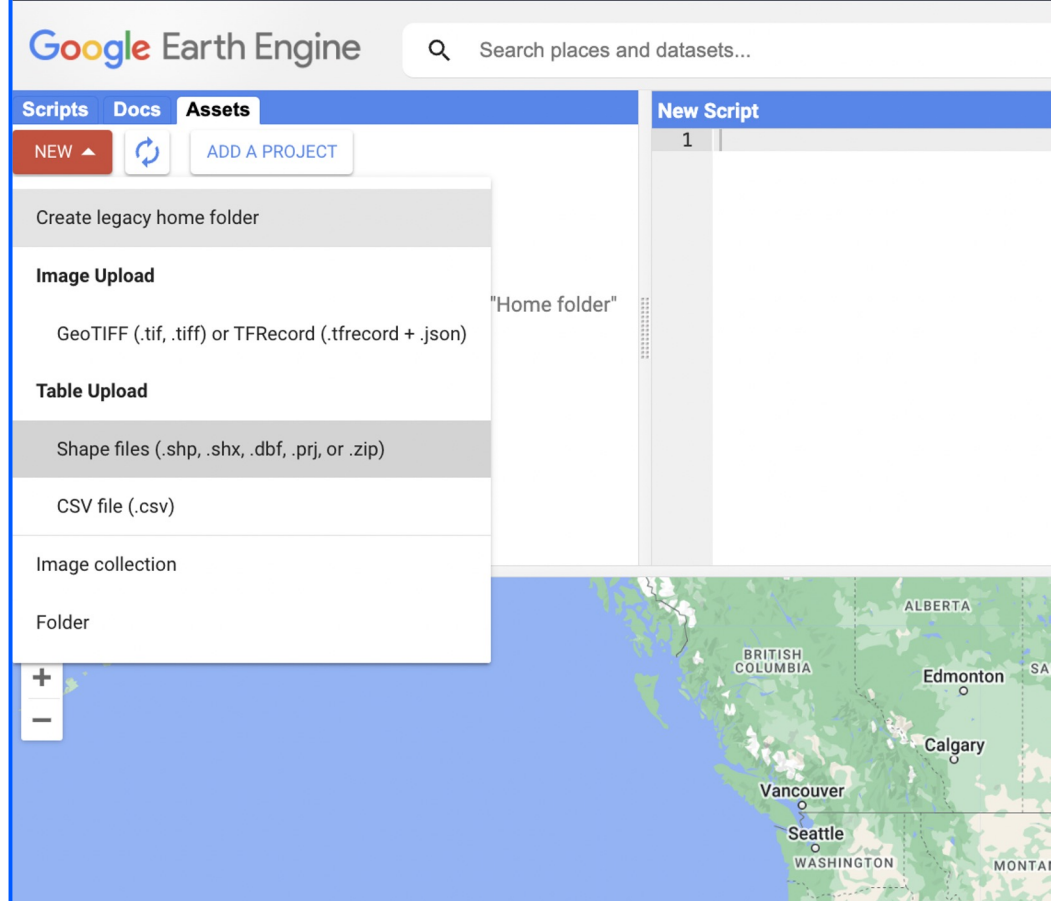 Google Earth Engine
Search places and datasets...
Scripts Docs Assets
New Script
NEW
ADD A PROJECT
1
Create legacy home folder
Image Upload
"Home folder"
GeoTIFF (.tif, .tiff) or TFRecord (.tfrecord + .json)
Table Upload
Shape files (.shp, .shx, .dbf, .prj, or .zip)
CSV file (.csv)
Image collection
Folder
ALBERTA
BRITISH
COLUMBIA
Edmonton
SA
Calgary
Vancouver
Seattle
WASHINGTON
MONTA